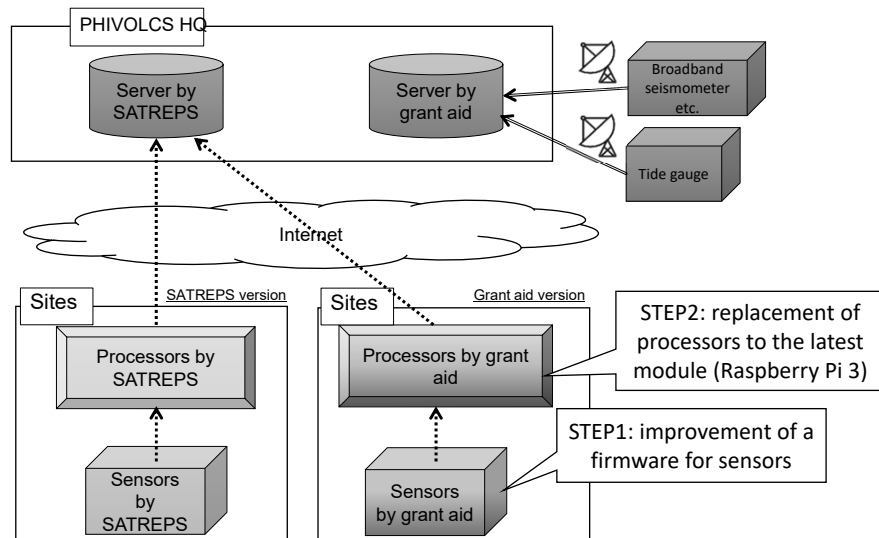 PHIVOLCS HQ
Server by
SATREPS
Server by
grant aid
Broadband
seismometer
etc.
Tide gauge
Internet
Sites
SATREPS version
Processors by
SATREPS
Sensors
by
SATREPS
Sites
Grant aid version
Processors by grant
aid
Sensors
by grant aid
STEP2: replacement of
processors to the latest
module (Raspberry Pi 3)
STEP1: improvement of a
firmware for sensors